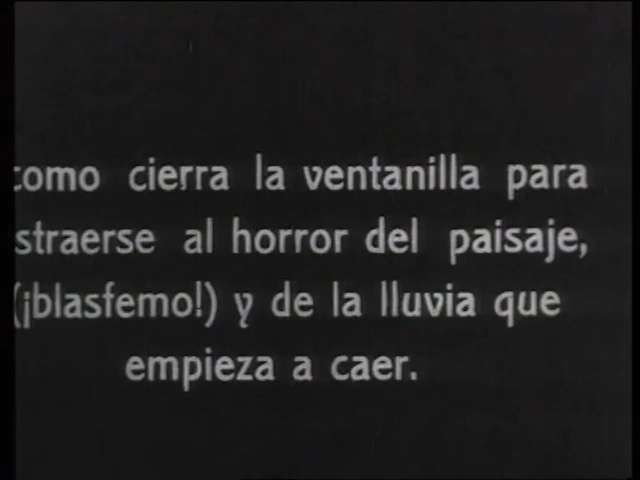 como cierra la ventanilla para
straerse al horror del paisaje,
(¡blasfemo!) y de la lluvia que
empieza a caer.